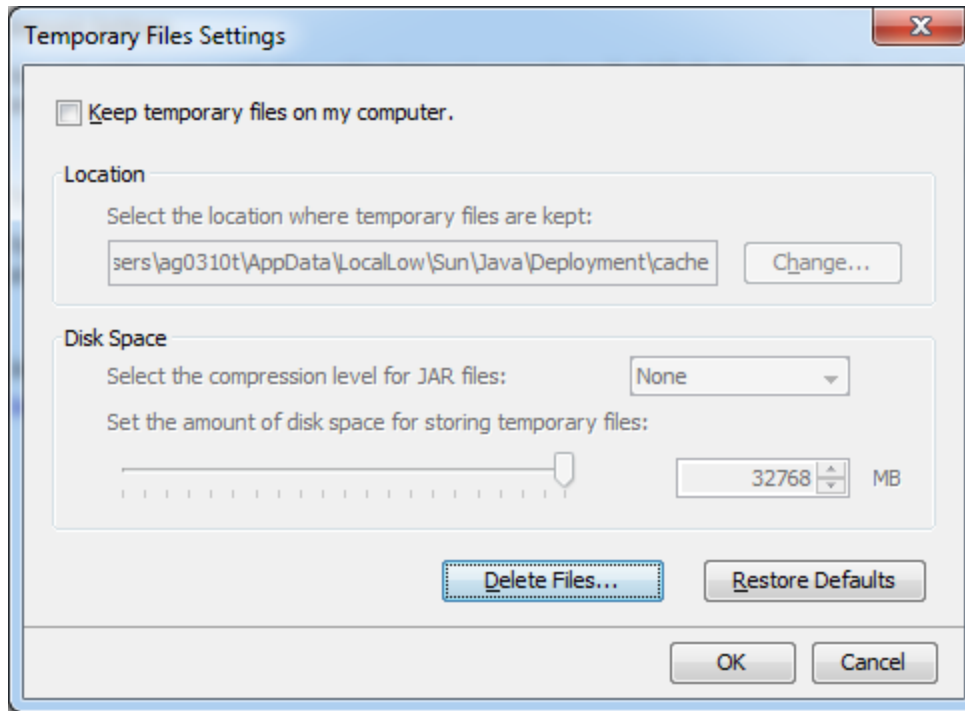 Temporary Files Settings
Keep temporary files on my computer.
Location
Select the location where temporary files are kept:
sers\ag0310t\AppData\LocalLow\Sun\Java\Deployment\cache
Change...
Disk Space
Select the compression level for JAR files:
None
Set the amount of disk space for storing temporary files:
32768
MB
Delete Files...
Restore Defaults
OK
Cancel